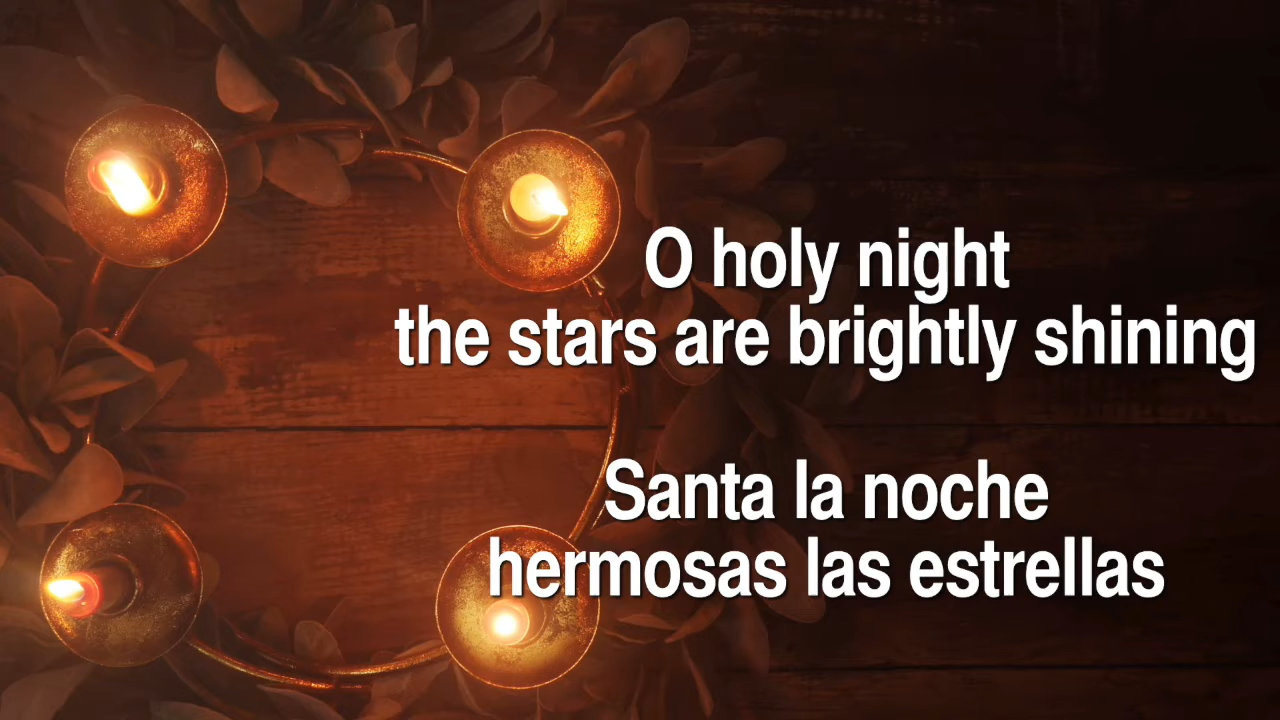 O holy night
the stars are brightly shining
Santa la noche
hermosas las estrellas